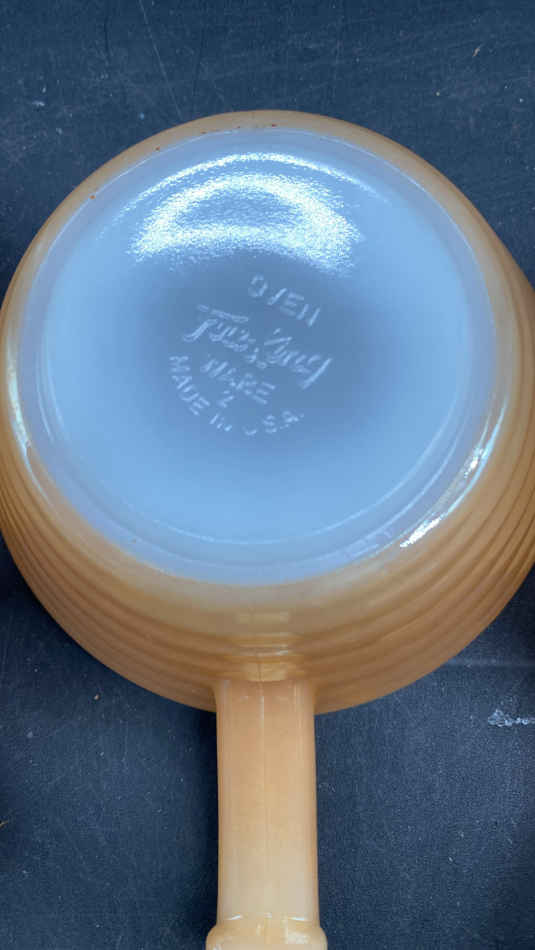 OVEN
Fire-King
WARE
2
MADE IN U.S.A.